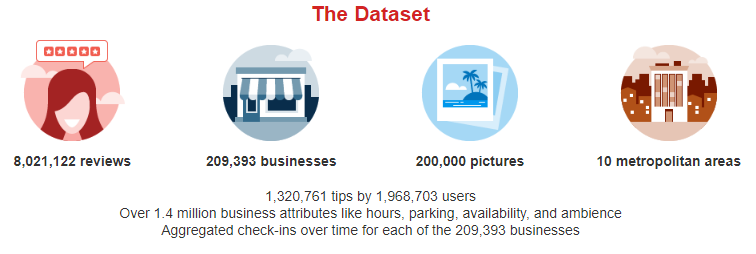 The Dataset
8,021,122 reviews
209,393 businesses
200,000 pictures
10 metropolitan areas
1,320,761 tips by 1,968,703 users
Over 1.4 million business attributes like hours, parking, availability, and ambience
Aggregated check-ins over time for each of the 209,393 businesses